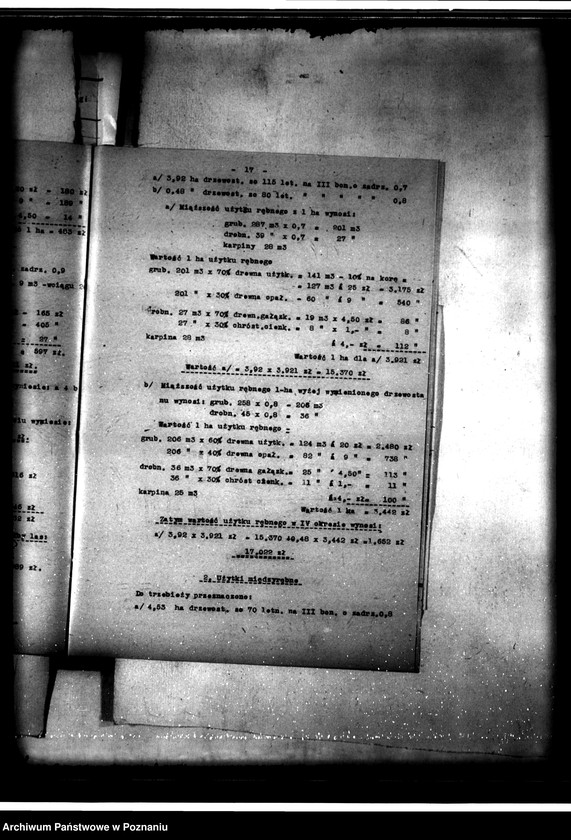 - 17 -
a/ 3,92 ha drzewost. ze 115 let. na III bon.o zadrz. 0,7
b/ 0.48 " drzewost. ze 90 let. " " " " " 0,8
a/ Miąższość użytku rębnego z 1 ha wynosi:
grub. 287 m3 x 0,7 = 201 m3
drobn. 39 " x 0,7 = 27 "
karpiny 28 m3
Wartość 1 ha użytku rębnego
grub. 201 m3 x 70% drewna użytk. = 141 m3 - 10% na korę =
= 127 m3 á 25 zł = 3,175 zł
201 " x 30% drewna opał. - 60 " á 9 " = 540 "
drobn. 27 m3 x 70% drewn.gałązk. = 19 m3 x 4,50 zł = 86 "
27 " x 30% chróst.cienk. = 8 " x 1,- " = 8 "
karpina 28 m3 á 4,- zł = 112 "
Wartość 1 ha dla a/ 3,921 zł
Wartość a/ = 3,92 x 3,921 zł = 15,370 zł
b/ Miąższość użytku rębnego 1-ha wyżej wymienionego drzewosta
nu wynosi: grub. 258 x 0,8 = 206 m3
drobn. 45 x 0,8 = 36 "
Wartość 1 ha użytku rębnego =
grub. 206 m3 x 60% drewna użytk. = 124 m3 á 20 zł = 2,480 zł
206 " x 40% drewna opał. = 82 " á 9 " = 738 "
drobn. 36 m3 x 70% drewna gałązk.= 25 " " 4,50" = 113 "
36 " x 30% chróst cienk. = 11 " á 1,- = 11 "
karpina 25 m3 á 4,- zł= 100 "
Wartość 1 ha = 3,442 zł
Zatym wartość użytku rębnego w IV okresie wynosi:
a/ 3,92 x 3,921 zł = 15,370 + 0,48 x 3,442 zł =1,652 zł
17,022 zł
2. Użytki międzyrębne
Do trzebieży przeznaczone:
a/ 4,53 ha drzewost. ze 70 letn. na III bon. o zadrz.0,8
zadrz. 0,9
Archiwum Państwowe w Poznaniu